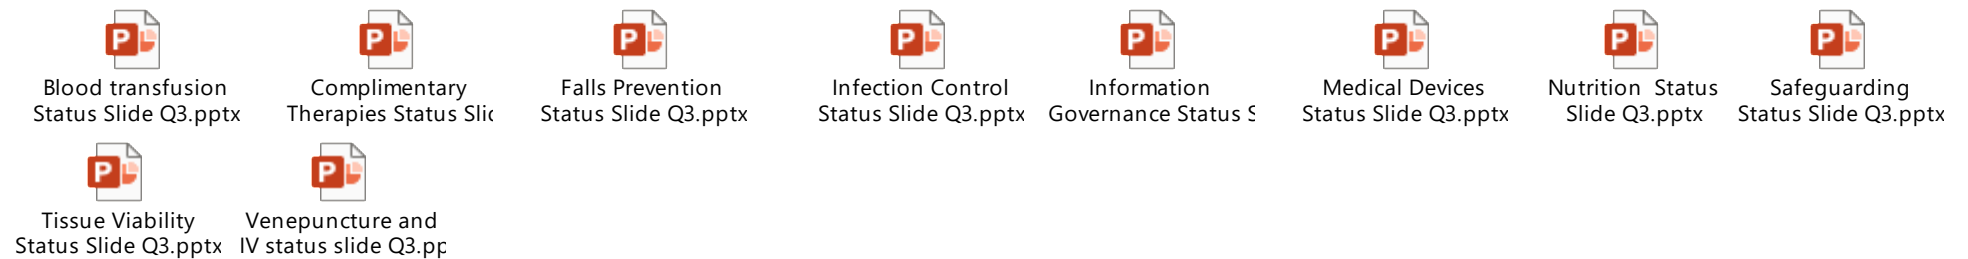 Blood transfusion
Status Slide Q3.pptx
Complimentary
Therapies Status Slic
Falls Prevention
Status Slide Q3.pptx
Infection Control
Status Slide Q3.pptx
Information
Governance Status S
Medical Devices
Status Slide Q3.pptx
Nutrition  Status
Slide Q3.pptx
Safeguarding
Status Slide Q3.pptx
Tissue Viability
Status Slide Q3.pptx
Venepuncture and
IV status slide Q3.pp